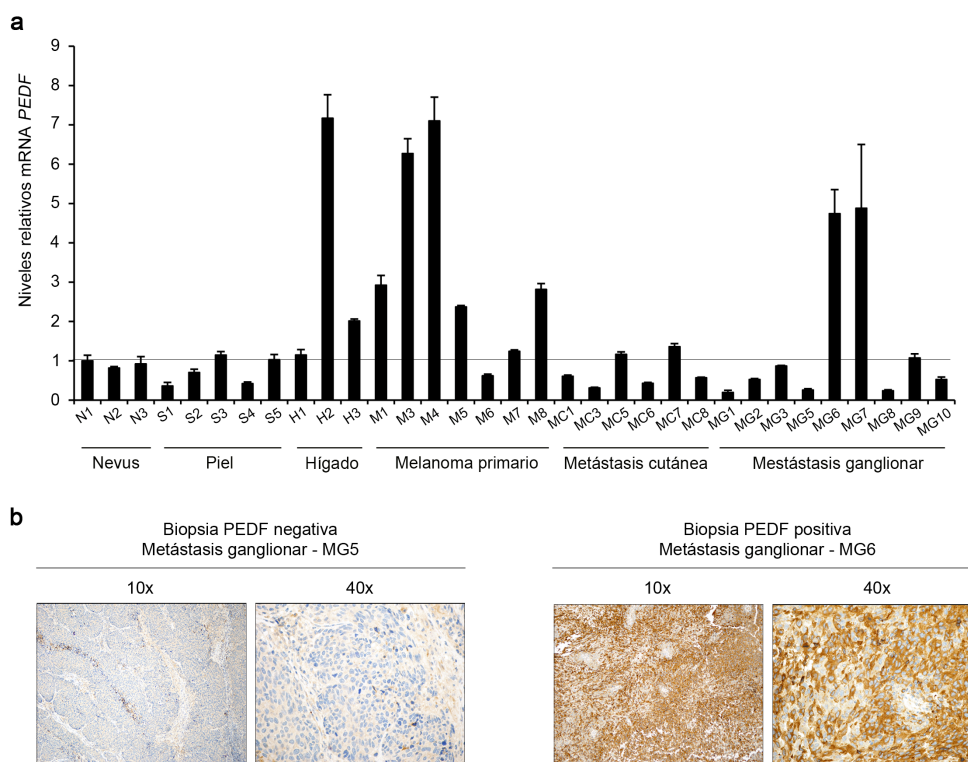 a
Niveles relativos mRNA PEDF
9
8
7
6
5
4
3
2
1
0
N1 N2 N3 S1 S2 S3 S4 S5 H1 H2 H3 M1 M3 M4 M5 M6 M7 M8 MC1 MC3 MC5 MC6 MC7 MC8 MG1 MG2 MG3 MG5 MG6 MG7 MG8 MG9 MG10
Nevus Piel Hígado Melanoma primario Metástasis cutánea Mestástasis ganglionar
b
Biopsia PEDF negativa
Metástasis ganglionar - MG5
10x 40x
Biopsia PEDF positiva
Metástasis ganglionar - MG6
10x 40x